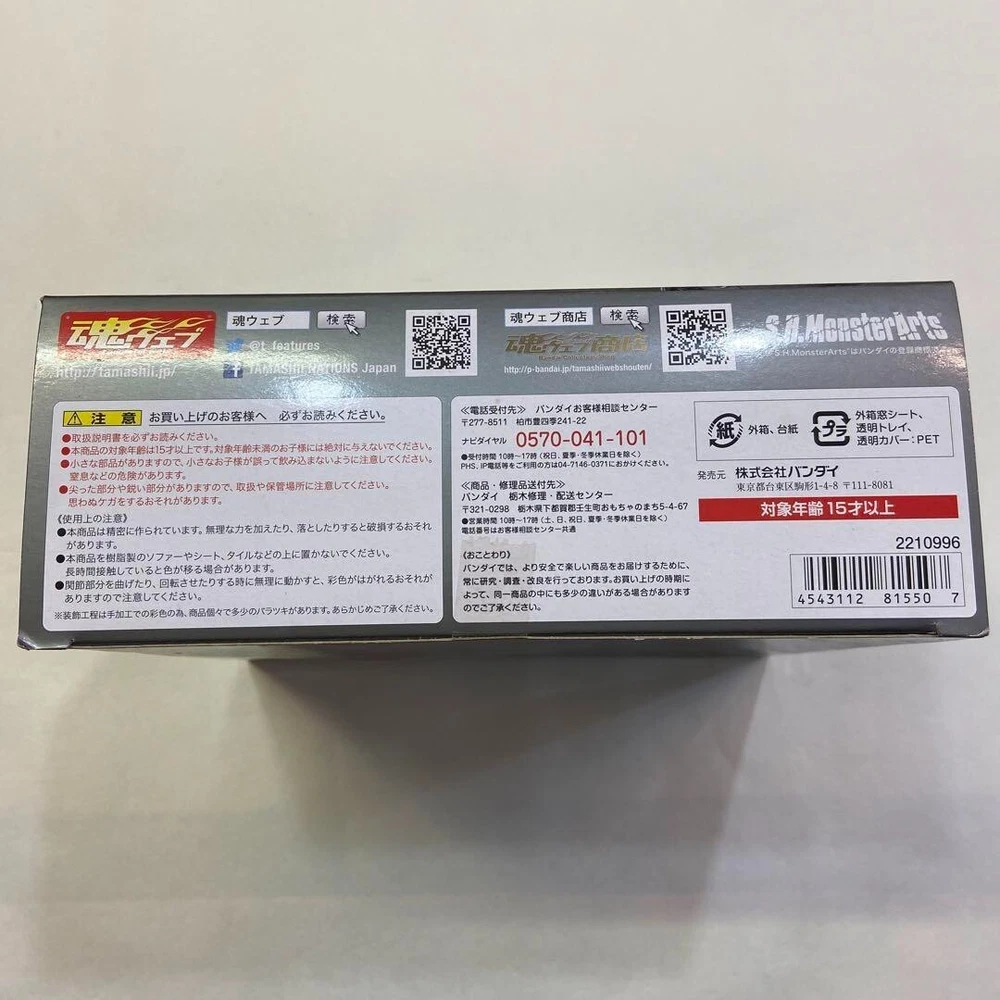 魂ウェブ
魂ウェブ 検索
@t_features
TAMASHII NATIONS Japan
http://tamashii.jp/
魂ウェブ商店 検索
魂ウェブ商店
http://p-bandai.jp/tamashiiwebshouten/
S.H.MonsterArts
S.H.MonsterArts®はバンダイの登録商標
注意 お買い上げのお客様へ 必ずお読みください。
●取扱説明書を必ずお読みください。
●本商品の対象年齢は15才以上です。対象年齢未満のお子様には絶対に与えないでください。
●小さな部品がありますので、小さなお子様が誤って飲み込まないように注意してください。
窒息などの危険があります。
●尖った部分や鋭い部分がありますので、取扱や保管場所に注意してください。
思わぬケガをするおそれがあります。
《使用上の注意》
●本商品は精密に作られています。無理な力を加えたり、落としたりすると破損するおそれ
があります。
●本商品を樹脂製のソファーやシート、タイルなどの上に置かないでください。
長時間接触していると色が移る場合があります。
●関節部分を曲げたり、回転させたりする時に無理に動かすと、彩色がはがれるおそれが
ありますので注意してください。
※装飾工程は手加工での彩色の為、商品個々で多少のバラツキがあります。あらかじめご了承ください。
≪電話受付先≫ バンダイお客様相談センター
〒277-8511 柏市豊四季241-22
ナビダイヤル 0570-041-101
●受付時間 10時〜17時 (祝日、夏季・冬季休業日を除く)
PHS、IP電話等をご利用の方は04-7146-0371におかけください。
≪商品・修理品送付先≫
バンダイ 栃木修理・配送センター
〒321-0298 栃木県下都賀郡壬生町おもちゃのまち5-4-67
●営業時間 10時〜17時 (土、日、祝日、夏季・冬季休業日を除く)
電話番号はお客様相談センター共通
《おことわり》
バンダイでは、より安全で楽しい商品をお届けするために、
常に研究・調査・改良を行っております。お買い上げの時期に
よって、同一商品の中にも多少の違いがある場合があります
のでご了承ください。
紙 外箱、台紙
プラ 外箱窓シート、
透明トレイ、
透明カバー:PET
発売元 株式会社バンダイ
東京都台東区駒形1-4-8 〒111-8081
対象年齢 15才以上
2210996
4543112 81550 7